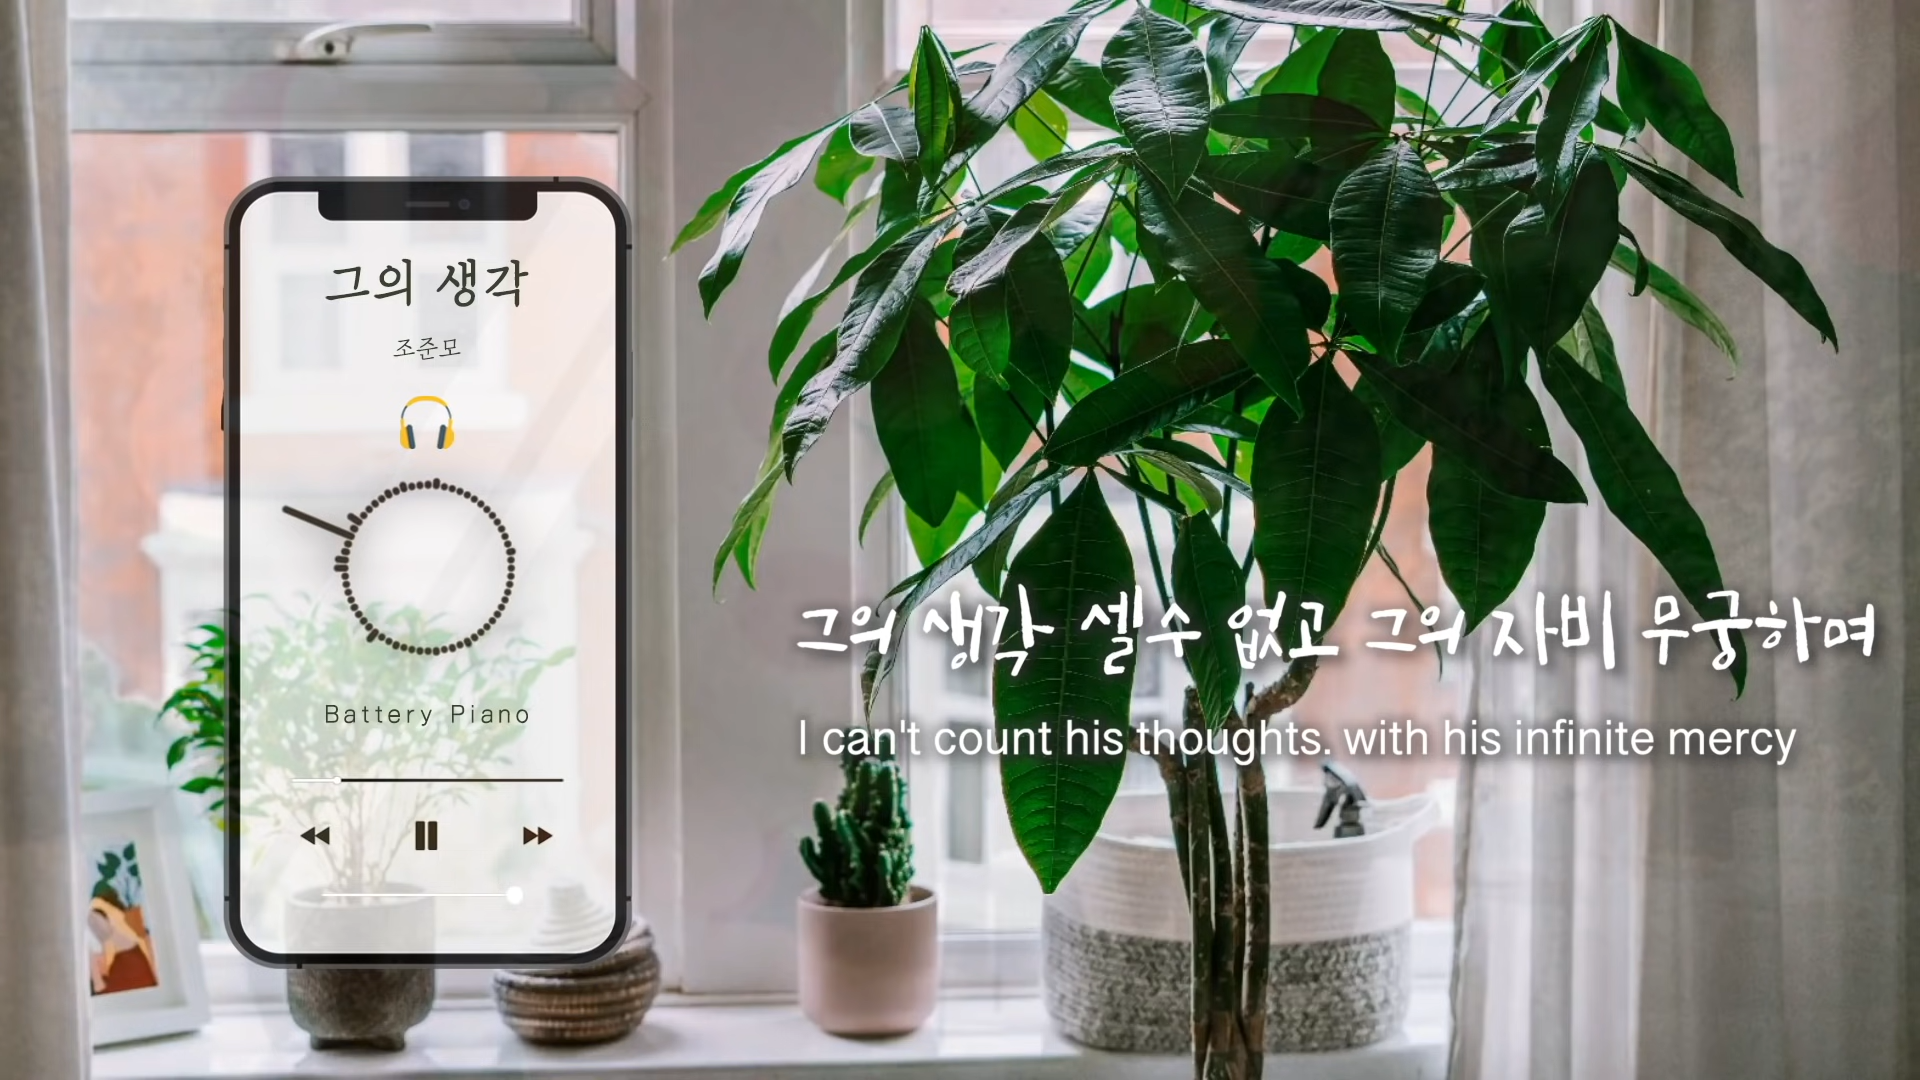 그의 생각
조준모
Battery Piano
그의 생각 셀수 없고 그의 자비 무궁하며
I can't count his thoughts. with his infinite mercy